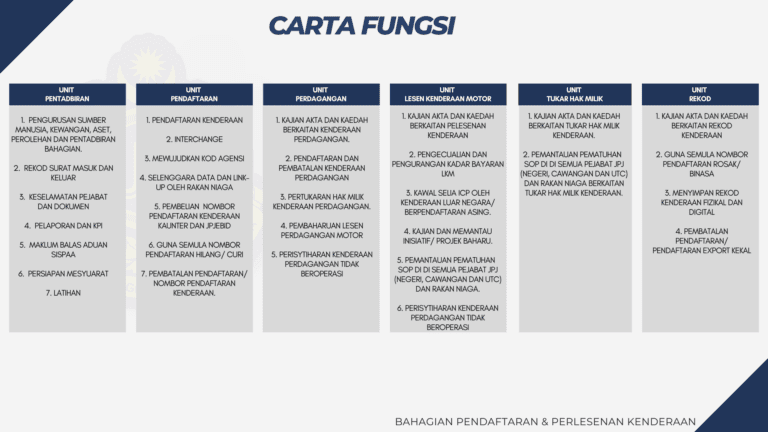 CARTA FUNGSI
UNIT
PENTADBIRAN
1. PENGURUSAN SUMBER
MANUSIA, KEWANGAN, ASET,
PEROLEHAN DAN PENTADBIRAN
BAHAGIAN.
2. REKOD SURAT MASUK DAN
KELUAR
3. KESELAMATAN PEJABAT
DAN DOKUMEN
4. PELAPORAN DAN KPI
5. MAKLUM BALAS ADUAN
SISPAA
6. PERSIAPAN MESYUARAT
7. LATIHAN
UNIT
PENDAFTARAN
1. PENDAFTARAN KENDERAAN
2. INTERCHANGE
3. MEWUJUDKAN KOD AGENSI
4. SELENGGARA DATA DAN LINK-
UP OLEH RAKAN NIAGA
5. PEMBELIAN NOMBOR
PENDAFTARAN KENDERAAN
KAUNTER DAN JPJEBID
6. GUNA SEMULA NOMBOR
PENDAFTARAN HILANG/ CURI
7. PEMBATALAN PENDAFTARAN/
NOMBOR PENDAFTARAN
KENDERAAN.
UNIT
PERDAGANGAN
1. KAJIAN AKTA DAN KAEDAH
BERKAITAN KENDERAAN
PERDAGANGAN.
2. PENDAFTARAN DAN
PEMBATALAN KENDERAAN
PERDAGANGAN
3. PERTUKARAN HAK MILIK
KENDERAAN PERDAGANGAN.
4. PEMBAHARUAN LESEN
PERDAGANGAN MOTOR
5. PERISYTIHARAN KENDERAAN
PERDAGANGAN TIDAK
BEROPERASI
UNIT
LESEN KENDERAAN MOTOR
1. KAJIAN AKTA DAN KAEDAH
BERKAITAN PELESENAN
KENDERAAN
2. PENGECUALIAN DAN
PENGURANGAN KADAR BAYARAN
LKM
3. KAWAL SELIA ICP OLEH
KENDERAAN LUAR NEGARA/
BERPENDAFTARAN ASING.
4. KAJIAN DAN MEMANTAU
INISIATIF/ PROJEK BAHARU.
5. PEMANTAUAN PEMATUHAN
SOP DI DI SEMUA PEJABAT JPJ
(NEGERI, CAWANGAN DAN UTC)
DAN RAKAN NIAGA.
6. PERISYTIHARAN KENDERAAN
PERDAGANGAN TIDAK
BEROPERASI
UNIT
TUKAR HAK MILIK
1. KAJIAN AKTA DAN KAEDAH
BERKAITAN TUKAR HAK MILIK
KENDERAAN.
2. PEMANTAUAN PEMATUHAN
SOP DI DI SEMUA PEJABAT JPJ
(NEGERI, CAWANGAN DAN UTC)
DAN RAKAN NIAGA BERKAITAN
TUKAR HAK MILIK KENDERAAN.
UNIT
REKOD
1. KAJIAN AKTA DAN KAEDAH
BERKAITAN REKOD
KENDERAAN
2. GUNA SEMULA NOMBOR
PENDAFTARAN ROSAK/
BINASA
3. MENYIMPAN REKOD
KENDERAAN FIZIKAL DAN
DIGITAL
4. PEMBATALAN
PENDAFTARAN/
PENDAFTARAN EXPORT KEKAL
BAHAGIAN PENDAFTARAN & PERLESENAN KENDERAAN